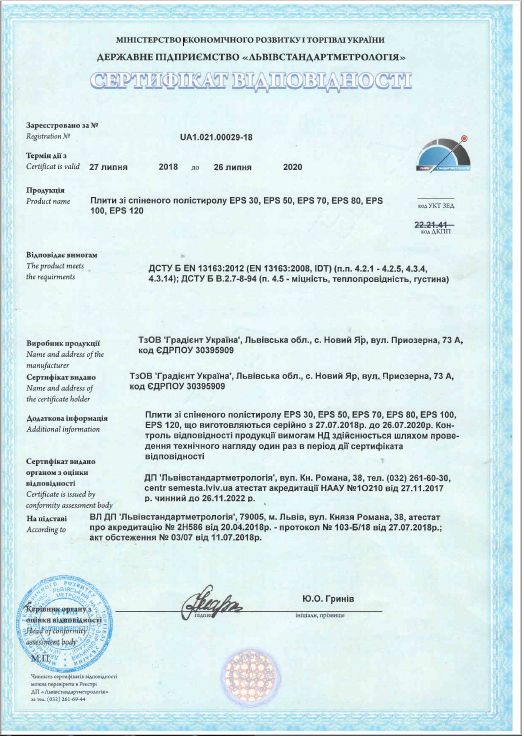 МІНІСТЕРСТВО ЕКОНОМІЧНОГО РОЗВИТКУ І ТОРГІВЛІ УКРАЇНИ
ДЕРЖАВНЕ ПІДПРИЄМСТВО «ЛЬВІВСТАНДАРТМЕТРОЛОГІЯ»
СЕРТИФІКАТ ВІДПОВІДНОСТІ
Зареєстровано за №
Registration №
UA1.021.00029-18
Термін дії з
Certificat is valid
27 липня 2018 до 26 липня 2020
Продукція
Product name
Плити зі спіненого полістиролу EPS 30, EPS 50, EPS 70, EPS 80, EPS
100, EPS 120
код УКТ ЗЕД
22.21.41
код ДКПП
Відповідає вимогам
The product meets
the requirments
ДСТУ Б EN 13163:2012 (EN 13163:2008, IDT) (п.п. 4.2.1 - 4.2.5, 4.3.4,
4.3.14); ДСТУ Б В.2.7-8-94 (п. 4.5 - міцність, теплопровідність, густина)
Виробник продукції
Name and address of the
manufacturer
ТзОВ 'Градієнт Україна', Львівська обл., с. Новий Яр, вул. Приозерна, 73 А,
код ЄДРПОУ 30395909
Сертифікат видано
Name and address of
the certificate holder
ТзОВ 'Градієнт Україна', Львівська обл., с. Новий Яр, вул. Приозерна, 73 А,
код ЄДРПОУ 30395909
Додаткова інформація
Additional information
Плити зі спіненого полістиролу EPS 30, EPS 50, EPS 70, EPS 80, EPS 100,
EPS 120, що виготовляються серійно з 27.07.2018р. до 26.07.2020р. Кон-
троль відповідності продукції вимогам НД здійснюється шляхом прове-
дення технічного нагляду один раз в період дії сертифіката
відповідності
Сертифікат видано
органом з оцінки
відповідності
Certificate is issued by
conformity assessment body
ДП 'Львівстандартметрологія', вул. Кн. Романа, 38, тел. (032) 261-60-30,
centr semesta.lviv.ua атестат акредитації НААУ №1О210 від 27.11.2017
р. чинний до 26.11.2022 р.
На підставі
According to
ВЛ ДП 'Львівстандартметрологія', 79005, м. Львів, вул. Князя Романа, 38, атестат
про акредитацію № 2Н586 від 20.04.2018р. - протокол № 103-Б/18 від 27.07.2018р.;
акт обстеження № 03/07 від 11.07.2018р.
Керівник органу з
оцінки відповідності
Head of conformity
assessment body
М.П.
підпис
Ю.О. Гринів
ініціали, прізвище
Чинність сертифікатів відповідності
можна перевірити в Реєстрі
ДП «Львівстандартметрологія»
за тел. (032) 261-69-44